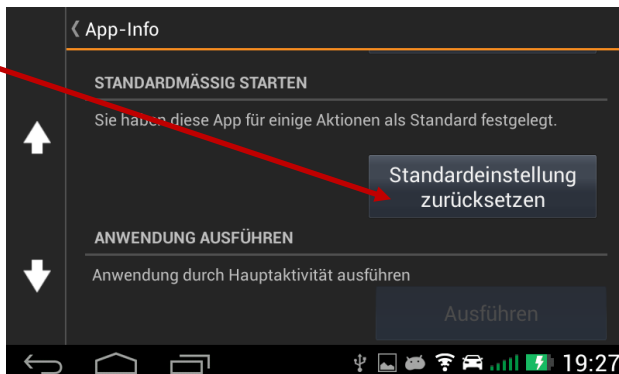 App-Info
STANDARDMÄSSIG STARTEN
Sie haben diese App für einige Aktionen als Standard festgelegt.
Standardeinstellung
zurücksetzen
ANWENDUNG AUSFÜHREN
Anwendung durch Hauptaktivität ausführen
Ausführen
19:27